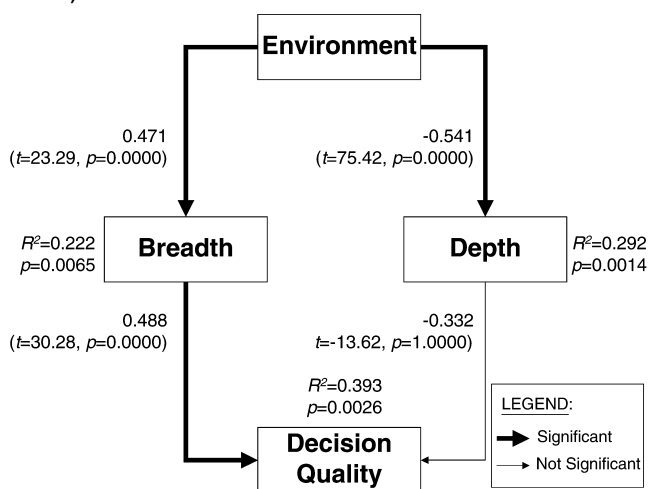 Environment
0.471
(t=23.29, p=0.0000)
-0.541
(t=75.42, p=0.0000)
R²=0.222
p=0.0065
Breadth
Depth
R²=0.292
p=0.0014
0.488
(t=30.28, p=0.0000)
-0.332
t=-13.62, p=1.0000)
R²=0.393
p=0.0026
Decision
Quality
LEGEND:
Significant
Not Significant